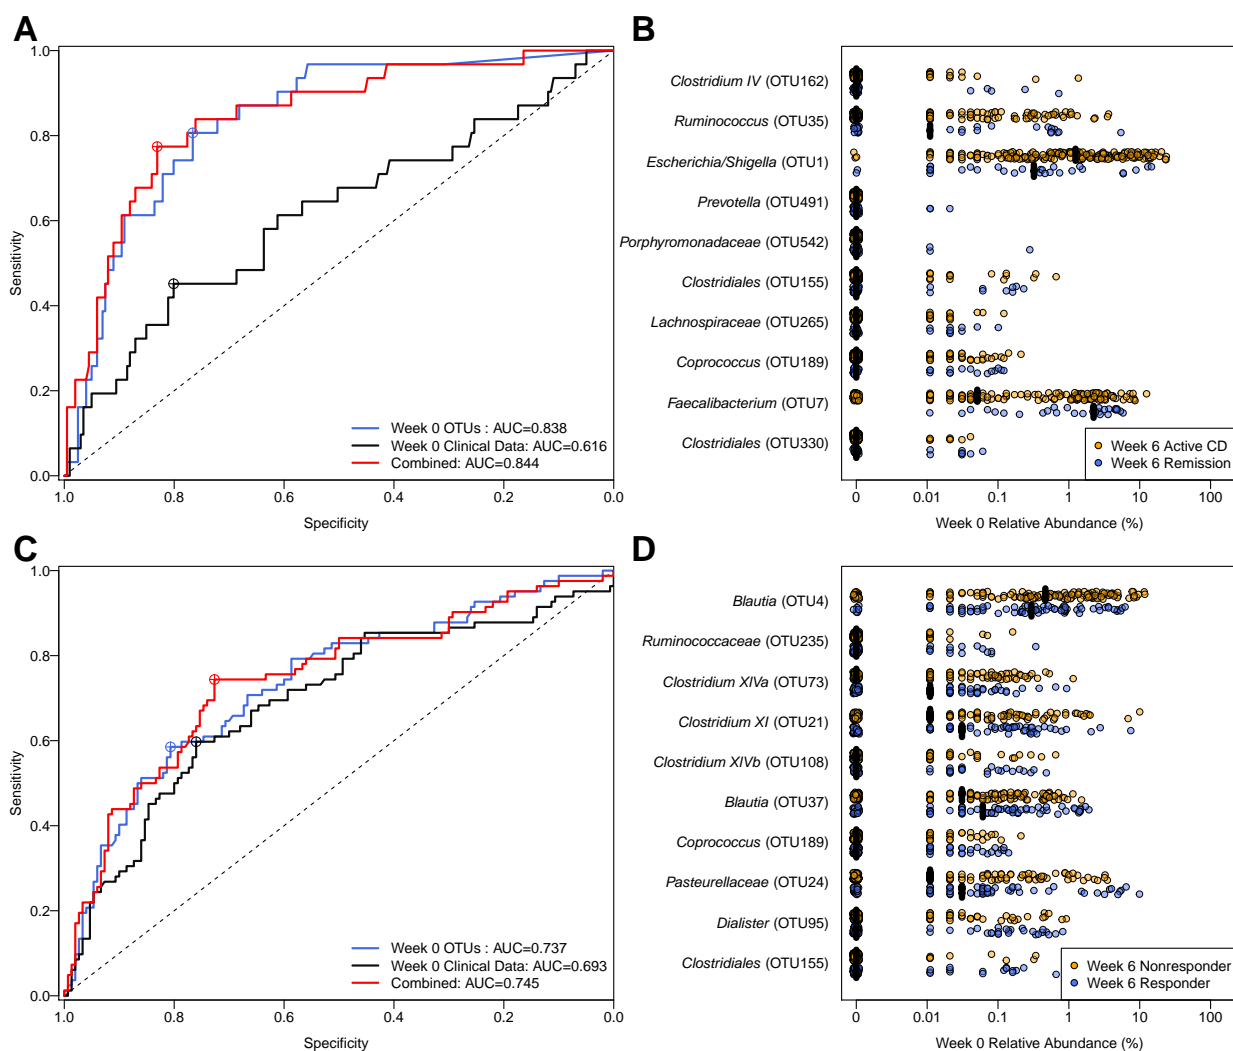 A
1.0
0.8
0.6
0.4
0.2
0.0
Sensitivity
1.0
0.8
0.6
0.4
0.2
0.0
Specificity
Week 0 OTUs : AUC=0.838
Week 0 Clinical Data: AUC=0.616
Combined: AUC=0.844
B
Clostridium IV (OTU162)
Ruminococcus (OTU35)
Escherichia/Shigella (OTU1)
Prevotella (OTU491)
Porphyromonadaceae (OTU542)
Clostridiales (OTU155)
Lachnospiraceae (OTU265)
Coprococcus (OTU189)
Faecalibacterium (OTU7)
Clostridiales (OTU330)
Week 6 Active CD
Week 6 Remission
0
0.01
0.1
1
10
100
Week 0 Relative Abundance (%)
C
1.0
0.8
0.6
0.4
0.2
0.0
Sensitivity
1.0
0.8
0.6
0.4
0.2
0.0
Specificity
Week 0 OTUs : AUC=0.737
Week 0 Clinical Data: AUC=0.693
Combined: AUC=0.745
D
Blautia (OTU4)
Ruminococcaceae (OTU235)
Clostridium XIVa (OTU73)
Clostridium XI (OTU21)
Clostridium XIVb (OTU108)
Blautia (OTU37)
Coprococcus (OTU189)
Pasteurellaceae (OTU24)
Dialister (OTU95)
Clostridiales (OTU155)
Week 6 Nonresponder
Week 6 Responder
0
0.01
0.1
1
10
100
Week 0 Relative Abundance (%)